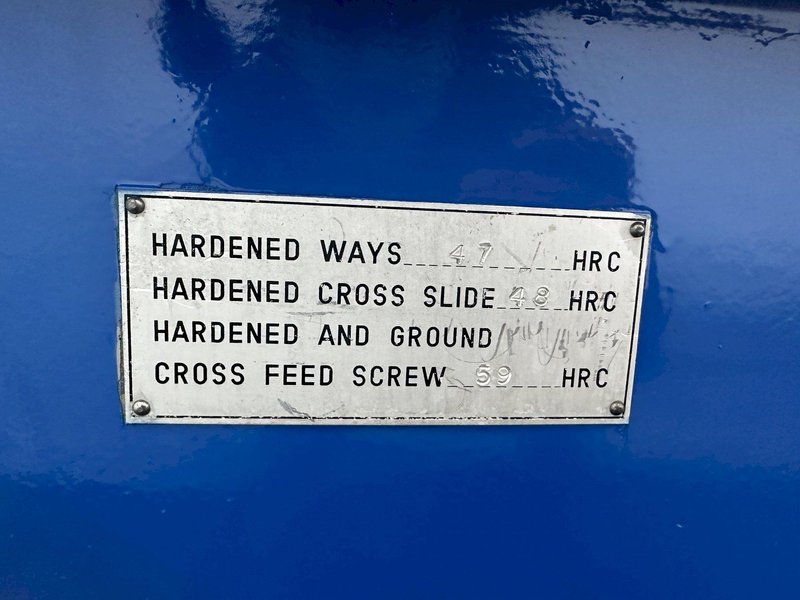 HARDENED WAYS 47 HRC
HARDENED CROSS SLIDE 48 HRC
HARDENED AND GROUND
CROSS FEED SCREW 59 HRC